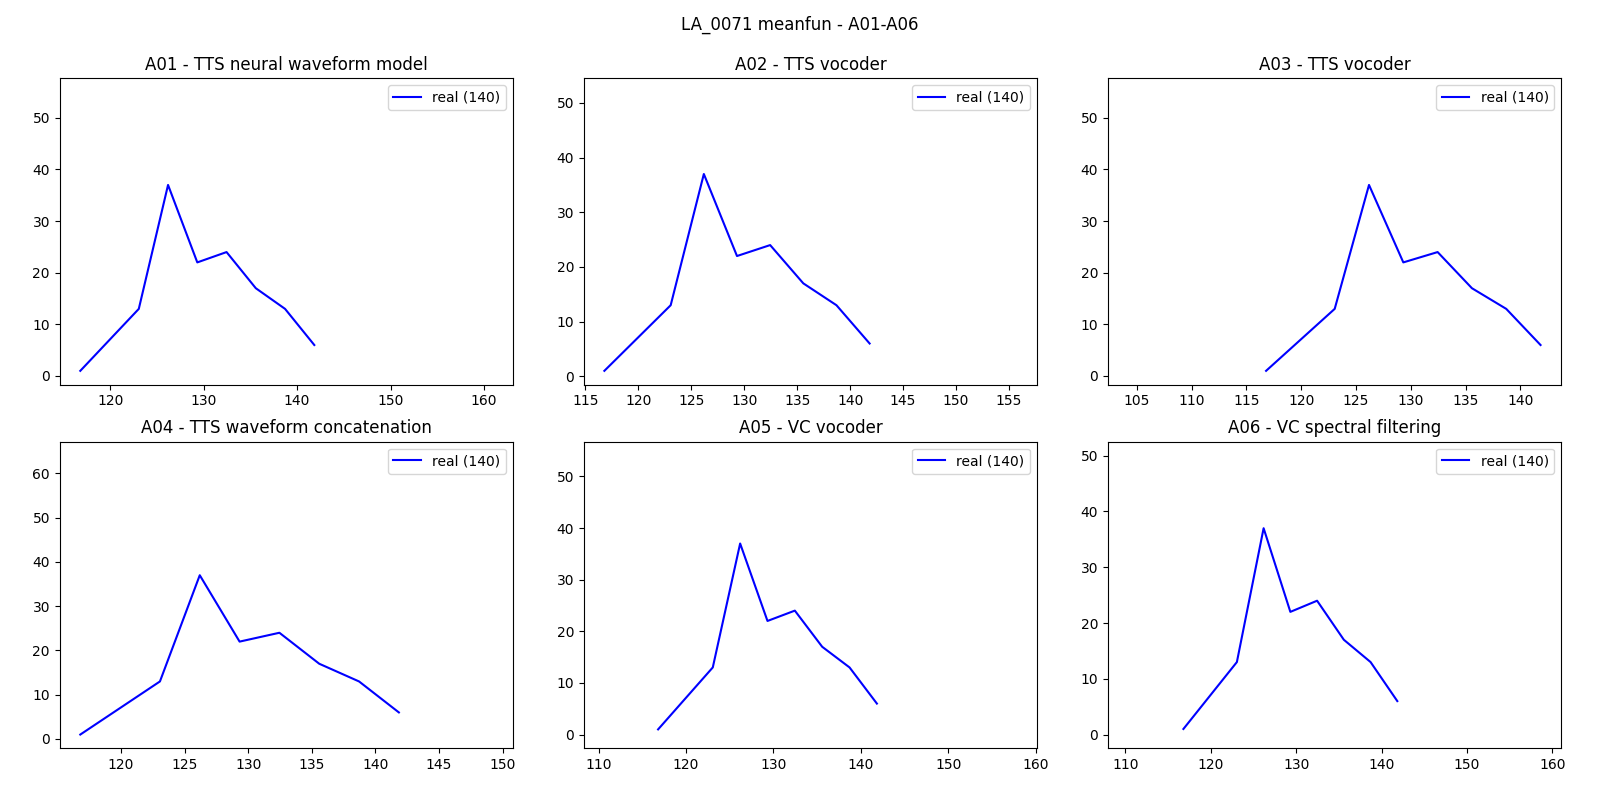 LA_0071 meanfun - A01-A06
A01 - TTS neural waveform model
real (140)
50
40
30
20
10
0
120 130 140 150 160
A02 - TTS vocoder
real (140)
50
40
30
20
10
0
115 120 125 130 135 140 145 150 155
A03 - TTS vocoder
real (140)
50
40
30
20
10
0
105 110 115 120 125 130 135 140
A04 - TTS waveform concatenation
real (140)
60
50
40
30
20
10
0
120 125 130 135 140 145 150
A05 - VC vocoder
real (140)
50
40
30
20
10
0
110 120 130 140 150 160
A06 - VC spectral filtering
real (140)
50
40
30
20
10
0
110 120 130 140 150 160